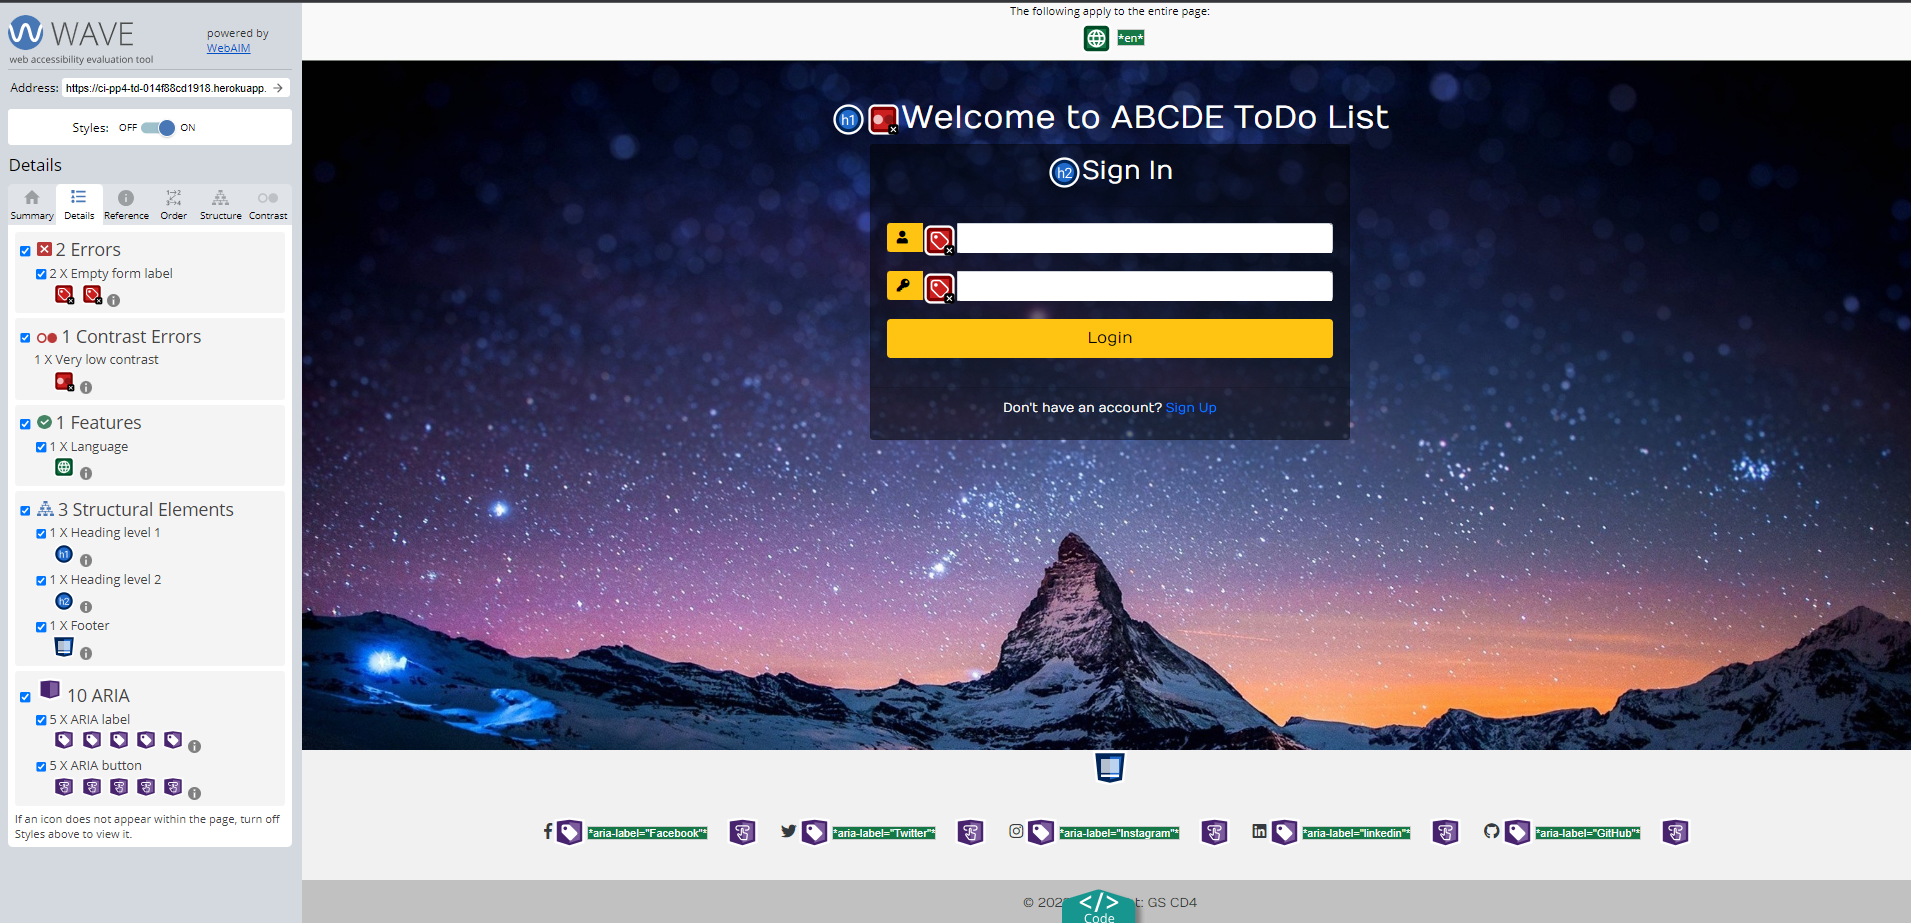 WAVE
powered by
WebAIM
web accessibility evaluation tool
Address: https://ci-pp4-td-014f88cd1918.herokuapp.
Styles: OFF ON
Details
Summary Details Reference Order Structure Contrast
2 Errors
2 X Empty form label
1 Contrast Errors
1 X Very low contrast
1 Features
1 X Language
3 Structural Elements
1 X Heading level 1
h1
1 X Heading level 2
h2
1 X Footer
10 ARIA
5 X ARIA label
5 X ARIA button
If an icon does not appear within the page, turn off
Styles above to view it.
The following apply to the entire page:
*en*
h1 Welcome to ABCDE ToDo List
h2 Sign In
Login
Don't have an account? Sign Up
*aria-label="Facebook"* *aria-label="Twitter"* *aria-label="Instagram"* *aria-label="linkedin"* *aria-label="GitHub"*
© t: GS CD4
</> Code